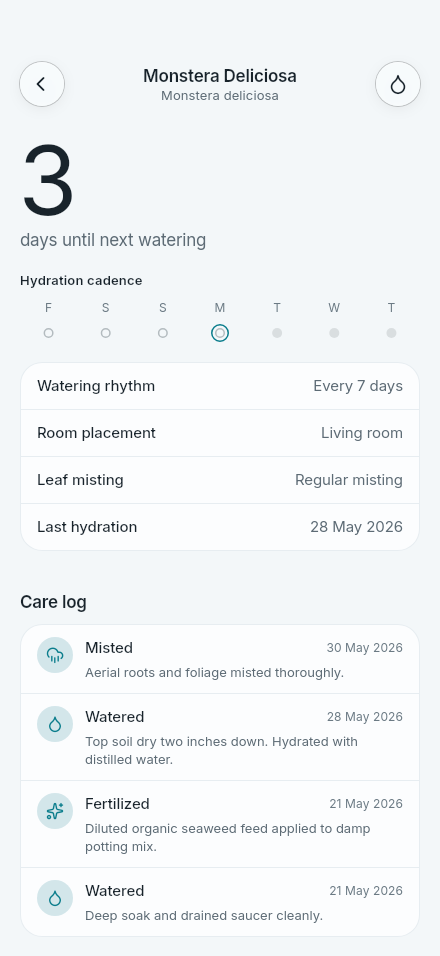 Monstera Deliciosa
Monstera deliciosa
3
days until next watering
Hydration cadence
F S S M T W T
Watering rhythm Every 7 days
Room placement Living room
Leaf misting Regular misting
Last hydration 28 May 2026
Care log
Misted 30 May 2026
Aerial roots and foliage misted thoroughly.
Watered 28 May 2026
Top soil dry two inches down. Hydrated with
distilled water.
Fertilized 21 May 2026
Diluted organic seaweed feed applied to damp
potting mix.
Watered 21 May 2026
Deep soak and drained saucer cleanly.